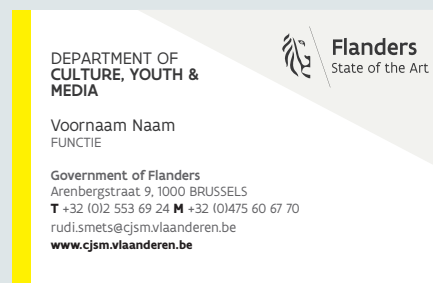 DEPARTMENT OF
CULTURE, YOUTH &
MEDIA
Flanders
State of the Art
Voornaam Naam
FUNCTIE
Government of Flanders
Arenbergstraat 9, 1000 BRUSSELS
T +32 (0)2 553 69 24 M +32 (0)475 60 67 70
rudi.smets@cjsm.vlaanderen.be
www.cjsm.vlaanderen.be